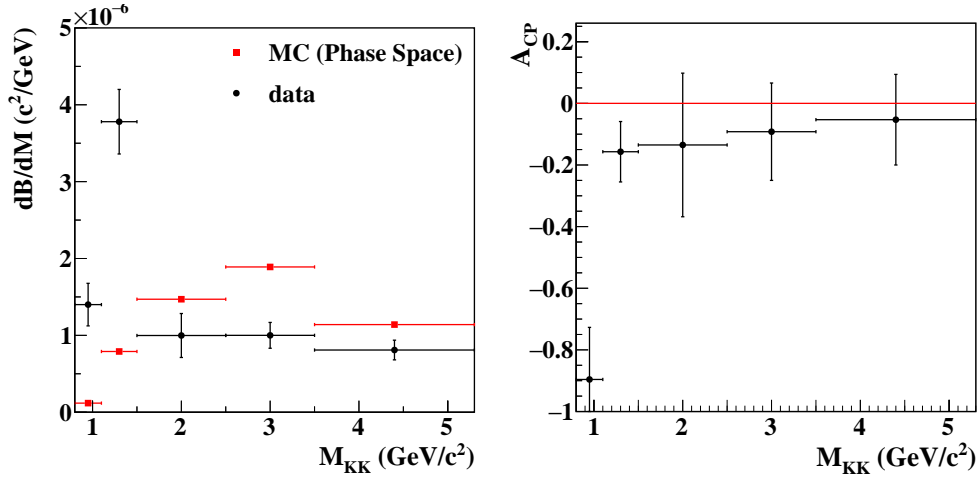 ×10⁻⁶
5
4
3
2
1
0
dB/dM (c²/GeV)
MC (Phase Space)
data
1 2 3 4 5
M_KK (GeV/c²)
A_CP
0.2
0
−0.2
−0.4
−0.6
−0.8
−1
1 2 3 4 5
M_KK (GeV/c²)